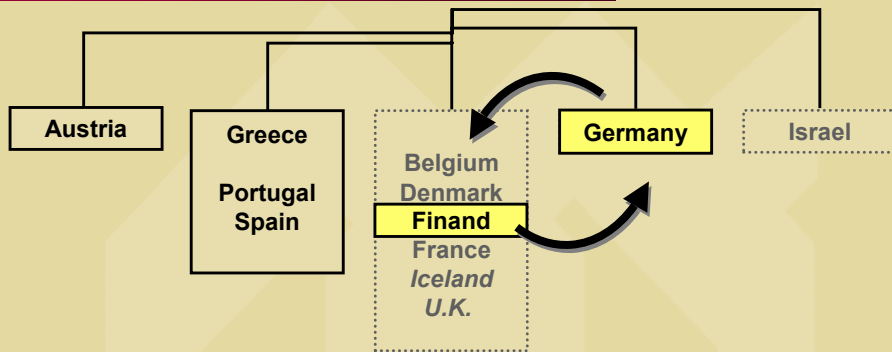 Austria
Greece
Portugal
Spain
Belgium
Denmark
Finand
France
Iceland
U.K.
Germany
Israel